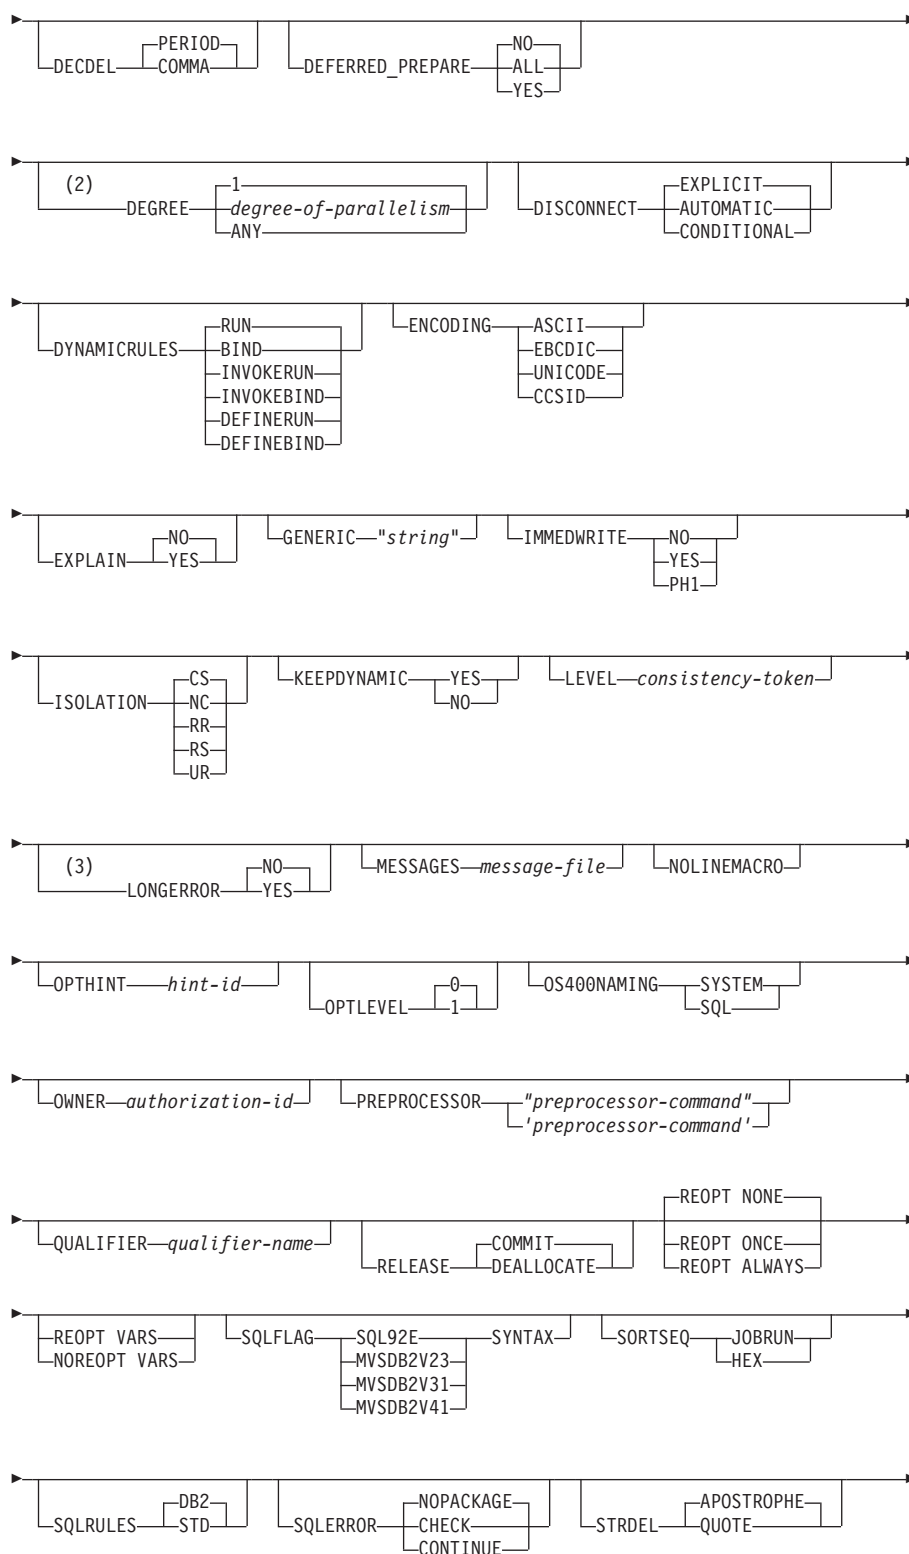 PERIOD
DECDEL COMMA
NO
DEFERRED_PREPARE ALL
YES
(2)
1
DEGREE degree-of-parallelism
ANY
EXPLICIT
DISCONNECT AUTOMATIC
CONDITIONAL
RUN
DYNAMICRULES BIND
INVOKERUN
INVOKEBIND
DEFINERUN
DEFINEBIND
ENCODING ASCII
EBCDIC
UNICODE
CCSID
NO
EXPLAIN YES
GENERIC "string"
IMMEDWRITE NO
YES
PH1
CS
ISOLATION NC
RR
RS
UR
KEEPDYNAMIC YES
NO
LEVEL consistency-token
(3)
NO
LONGERROR YES
MESSAGES message-file
NOLINEMACRO
OPTHINT hint-id
0
OPTLEVEL 1
OS400NAMING SYSTEM
SQL
OWNER authorization-id
PREPROCESSOR "preprocessor-command"
'preprocessor-command'
QUALIFIER qualifier-name
COMMIT
RELEASE DEALLOCATE
REOPT NONE
REOPT ONCE
REOPT ALWAYS
REOPT VARS
NOREOPT VARS
SQLFLAG SQL92E SYNTAX
MVSDB2V23
MVSDB2V31
MVSDB2V41
SORTSEQ JOBRUN
HEX
DB2
SQLRULES STD
NOPACKAGE
SQLERROR CHECK
CONTINUE
APOSTROPHE
STRDEL QUOTE